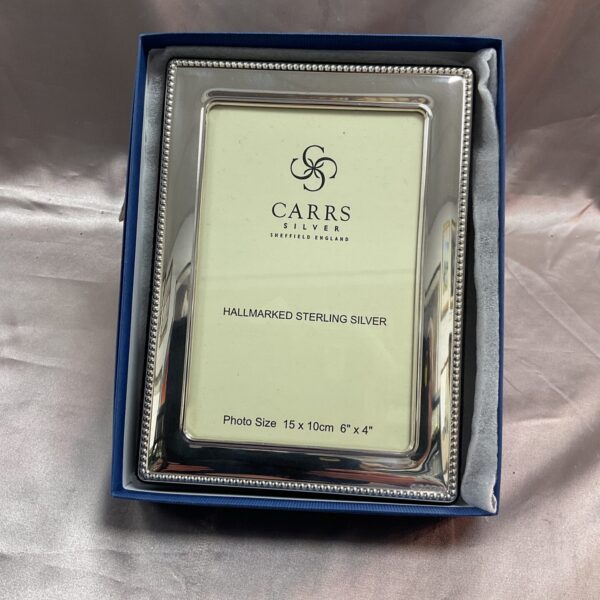 CARRS
SILVER
SHEFFIELD ENGLAND
HALLMARKED STERLING SILVER
Photo Size 15 x 10cm 6" x 4"